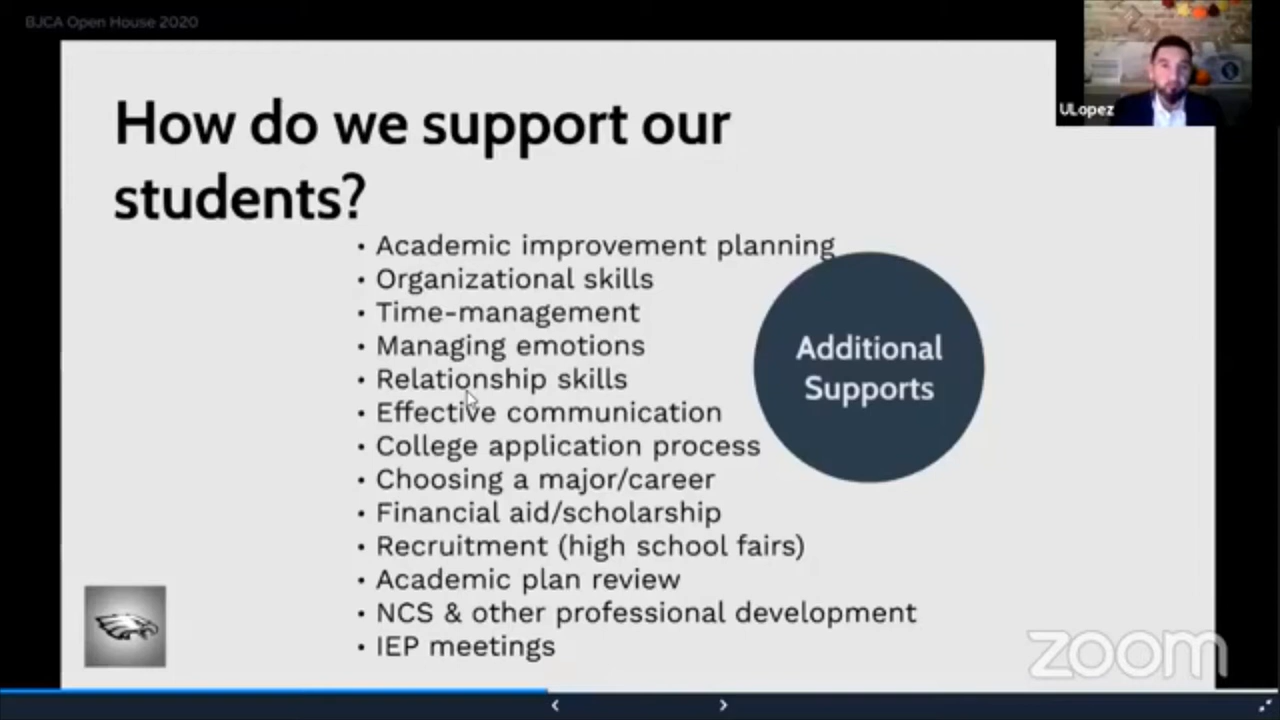 BJCA Open House 2020
ULopez
How do we support our
students?
• Academic improvement planning
• Organizational skills
• Time-management
• Managing emotions
• Relationship skills
• Effective communication
• College application process
• Choosing a major/career
• Financial aid/scholarship
• Recruitment (high school fairs)
• Academic plan review
• NCS & other professional development
• IEP meetings
Additional
Supports
zoom